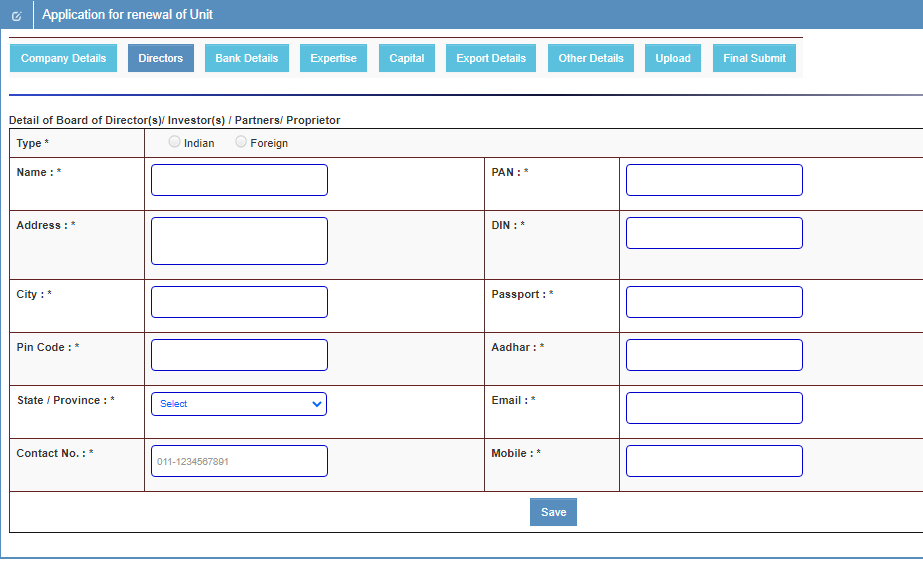 Application for renewal of Unit
Company Details Directors Bank Details Expertise Capital Export Details Other Details Upload Final Submit
Detail of Board of Director(s)/ Investor(s) / Partners/ Proprietor
Type * Indian Foreign
Name : * PAN : *
Address : * DIN : *
City : * Passport : *
Pin Code : * Aadhar : *
State / Province : * Select Email : *
Contact No. : * 011-1234567891 Mobile : *
Save